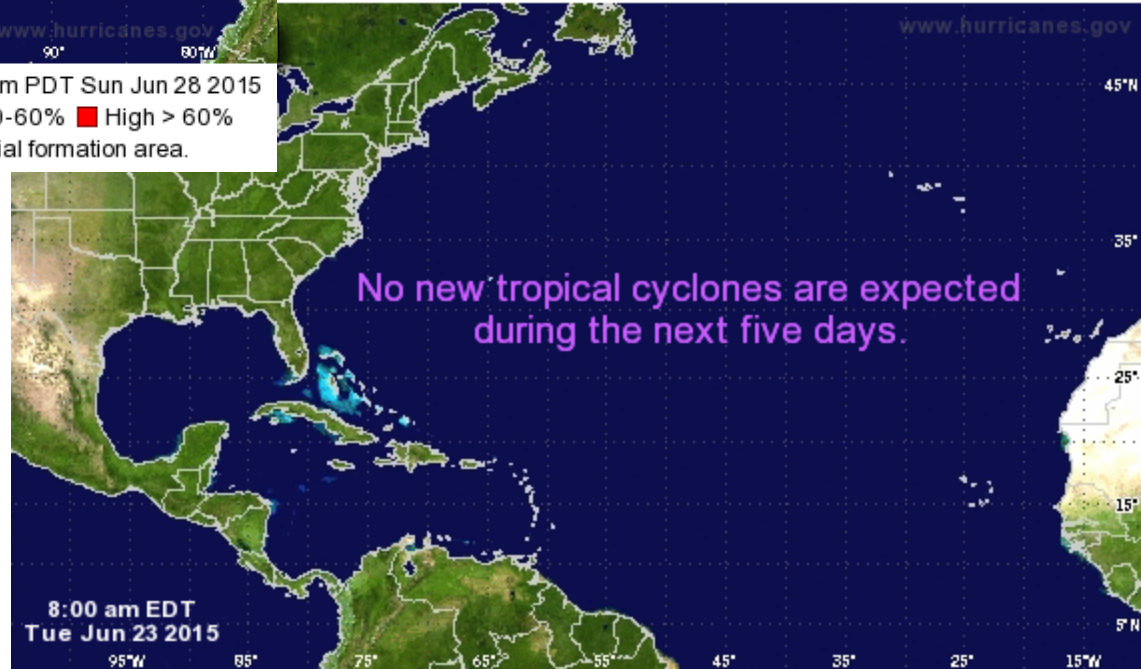 www.hurricanes.gov
www.hurricanes.gov
90° 80°W
m PDT Sun Jun 28 2015
0-60% High > 60%
ial formation area.
45°N
35°
No new tropical cyclones are expected
during the next five days.
25°
15°
8:00 am EDT
Tue Jun 23 2015
5°N
95°W 85° 75° 65° 55° 45° 35° 25° 15°W